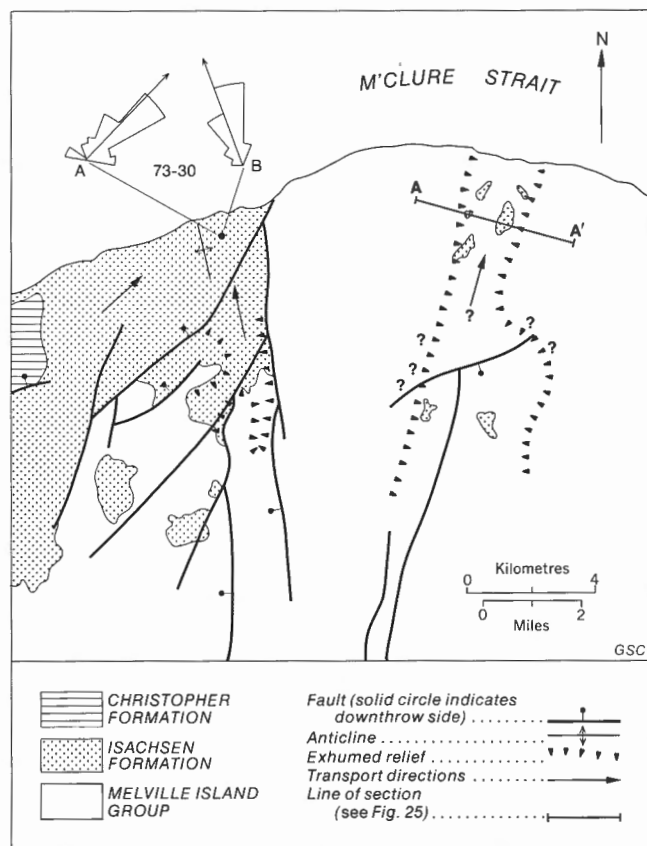 N
M'CLURE STRAIT
A
73-30
B
A
A'
?
?
?
?
?
?
Kilometres
0 4
0 2
Miles
GSC
CHRISTOPHER
FORMATION
ISACHSEN
FORMATION
MELVILLE ISLAND
GROUP
Fault (solid circle indicates
downthrow side) . . . . . . . . .
Anticline . . . . . . . . . . . . . . . . . .
Exhumed relief . . . . . . . . . . . . .
Transport directions . . . . . . . . .
Line of section
(see Fig. 25) . . . . . . . . . . . .